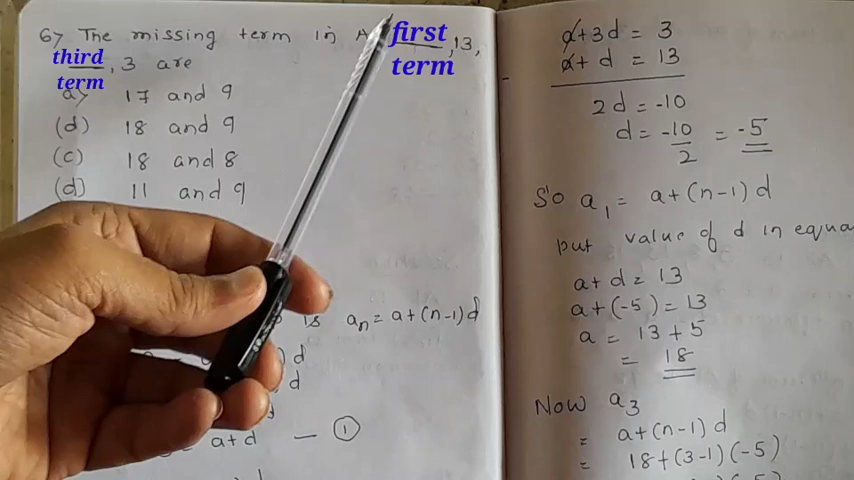 6> The missing term in A first ,13,
third , 3 are term
term
a> 17 and 9
(d) 18 and 9
(c) 18 and 8
(d) 11 and 9
is an = a+(n-1)d
d
,d
= a+d — ①
a+3d = 3
a+ d = 13
2d = -10
d = -10/2 = -5
So a1 = a+(n-1)d
put value of d in equa
a+d = 13
a+(-5) = 13
a = 13+5
= 18
Now a3
= a+(n-1)d
= 18+(3-1)(-5)